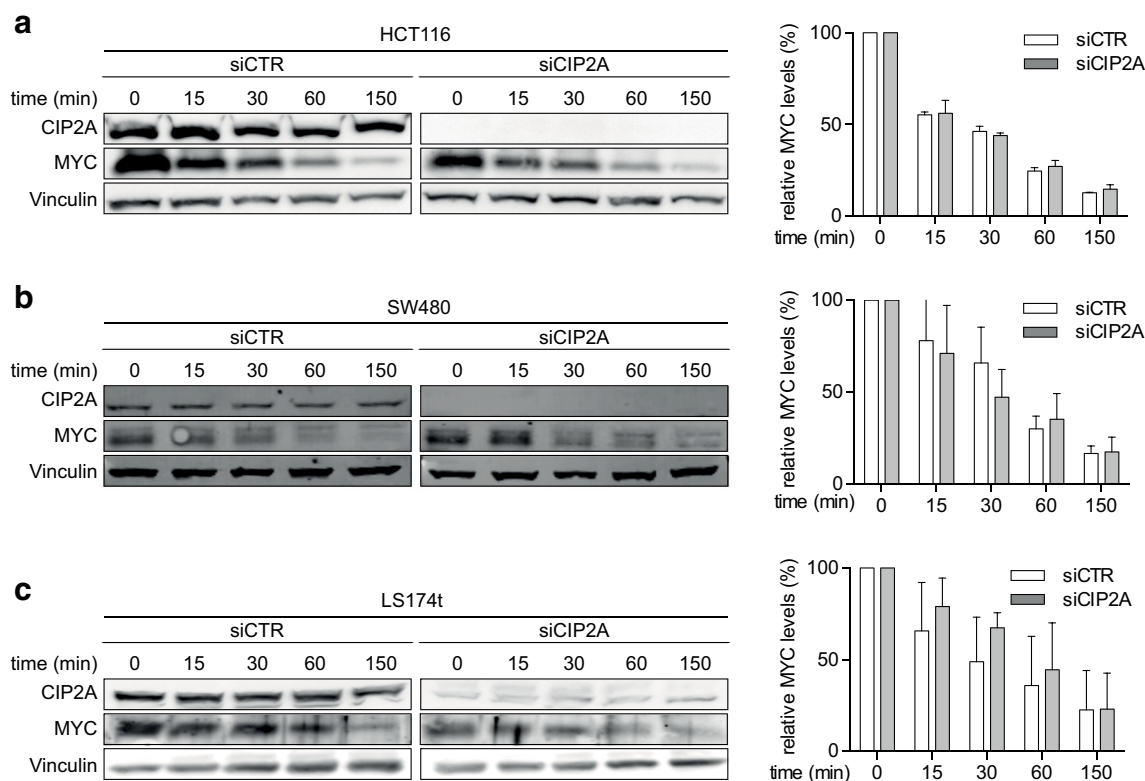 a
HCT116
siCTR siCIP2A
time (min) 0 15 30 60 150 0 15 30 60 150
CIP2A
MYC
Vinculin
relative MYC levels (%)
100
50
0
siCTR
siCIP2A
time (min) 0 15 30 60 150
b
SW480
siCTR siCIP2A
time (min) 0 15 30 60 150 0 15 30 60 150
CIP2A
MYC
Vinculin
relative MYC levels (%)
100
50
0
siCTR
siCIP2A
time (min) 0 15 30 60 150
c
LS174t
siCTR siCIP2A
time (min) 0 15 30 60 150 0 15 30 60 150
CIP2A
MYC
Vinculin
relative MYC levels (%)
100
50
0
siCTR
siCIP2A
time (min) 0 15 30 60 150